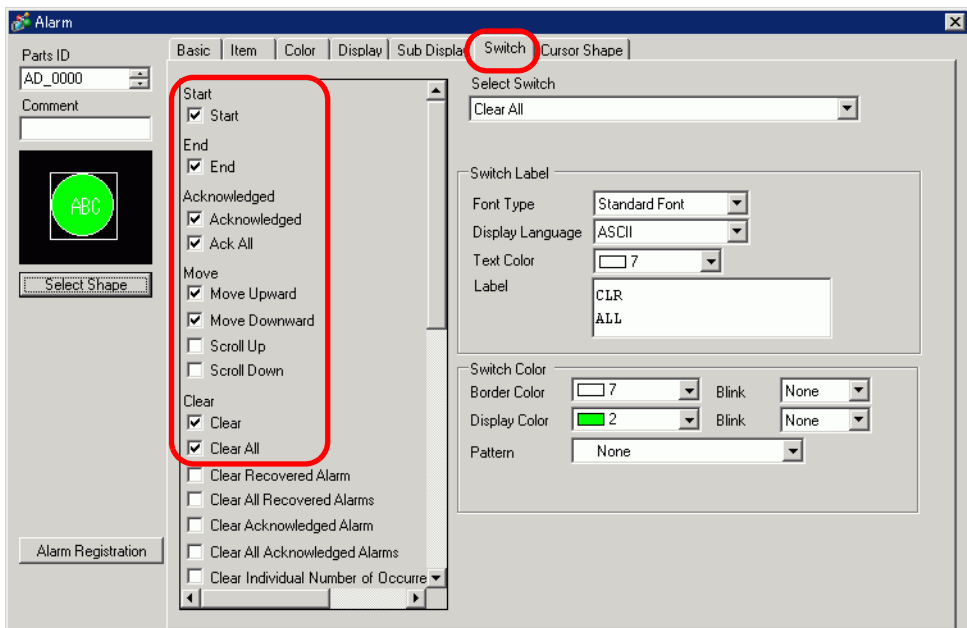 Alarm
Parts ID
AD_0000
Comment
ABC
Select Shape
Alarm Registration
Basic Item Color Display Sub Display Switch Cursor Shape
Start
Start
End
End
Acknowledged
Acknowledged
Ack All
Move
Move Upward
Move Downward
Scroll Up
Scroll Down
Clear
Clear
Clear All
Clear Recovered Alarm
Clear All Recovered Alarms
Clear Acknowledged Alarm
Clear All Acknowledged Alarms
Clear Individual Number of Occurre
Select Switch
Clear All
Switch Label
Font Type Standard Font
Display Language ASCII
Text Color 7
Label
CLR
ALL
Switch Color
Border Color 7 Blink None
Display Color 2 Blink None
Pattern None